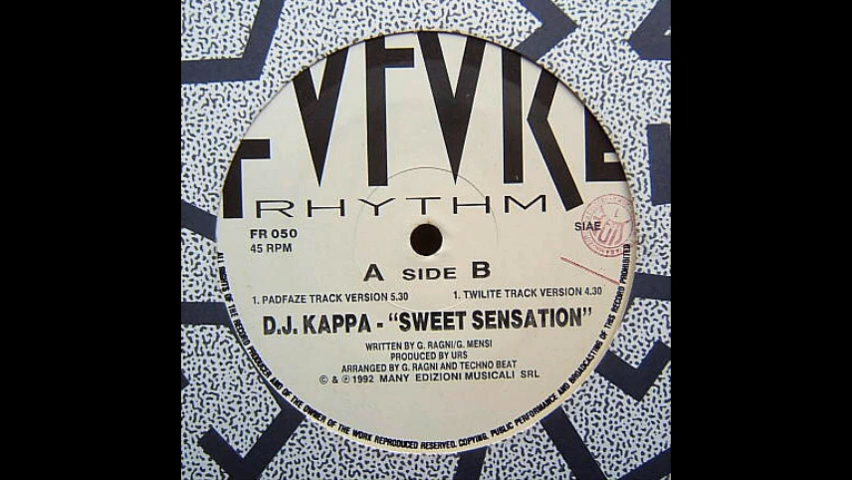 FVTVRE
RHYTHM
FR 050
45 RPM
SIAE
A SIDE B
1. PADFAZE TRACK VERSION 5.30
1. TWILITE TRACK VERSION 4.30
D.J. KAPPA - “SWEET SENSATION”
WRITTEN BY G. RAGNI/G. MENSI
PRODUCED BY URS
ARRANGED BY G. RAGNI AND TECHNO BEAT
© & ℗ 1992 MANY EDIZIONI MUSICALI SRL
ALL RIGHTS OF THE RECORD PRODUCER AND OF THE OWNER OF THE WORK REPRODUCED RESERVED. COPYING, PUBLIC PERFORMANCE AND BROADCASTING OF THIS RECORD PROHIBITED